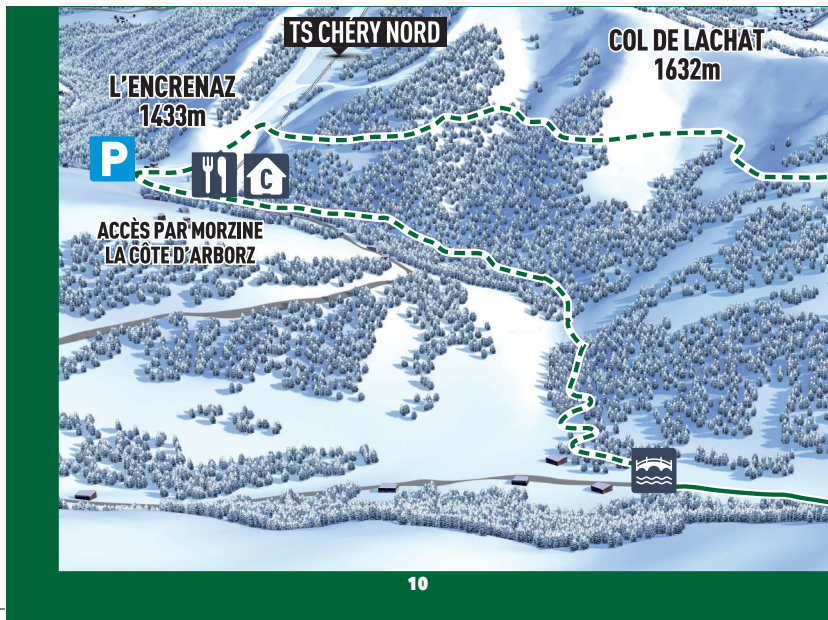 TS CHÉRY NORD
COL DE LACHAT
1632m
L'ENCRENAZ
1433m
P
C
ACCÈS PAR MORZINE
LA CÔTE D'ARBORZ
10